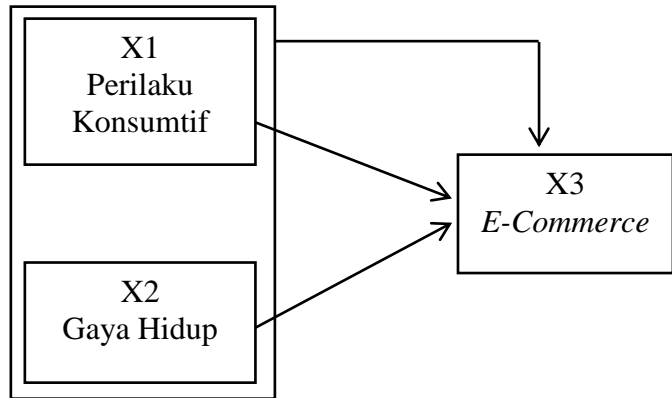 X1
Perilaku
Konsumtif
X3
E-Commerce
X2
Gaya Hidup